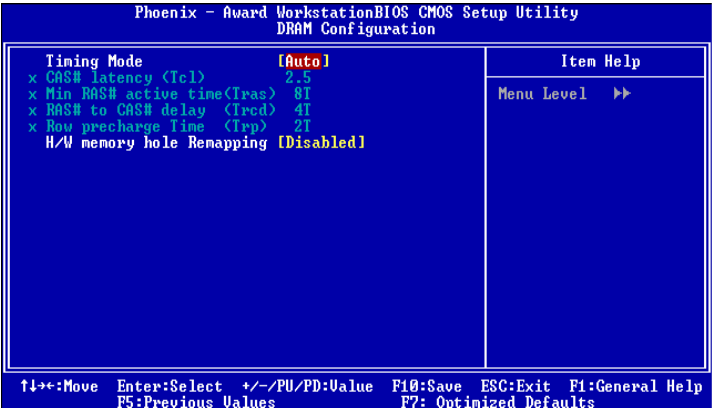 Phoenix - Award WorkstationBIOS CMOS Setup Utility
DRAM Configuration
Timing Mode [Auto]
x CAS# latency (Tcl) 2.5
x Min RAS# active time(Tras) 8T
x RAS# to CAS# delay (Trcd) 4T
x Row precharge Time (Trp) 2T
H/W memory hole Remapping [Disabled]
Item Help
Menu Level ▸▸
↑↓→←:Move Enter:Select +/-/PU/PD:Value F10:Save ESC:Exit F1:General Help
F5:Previous Values F7: Optimized Defaults